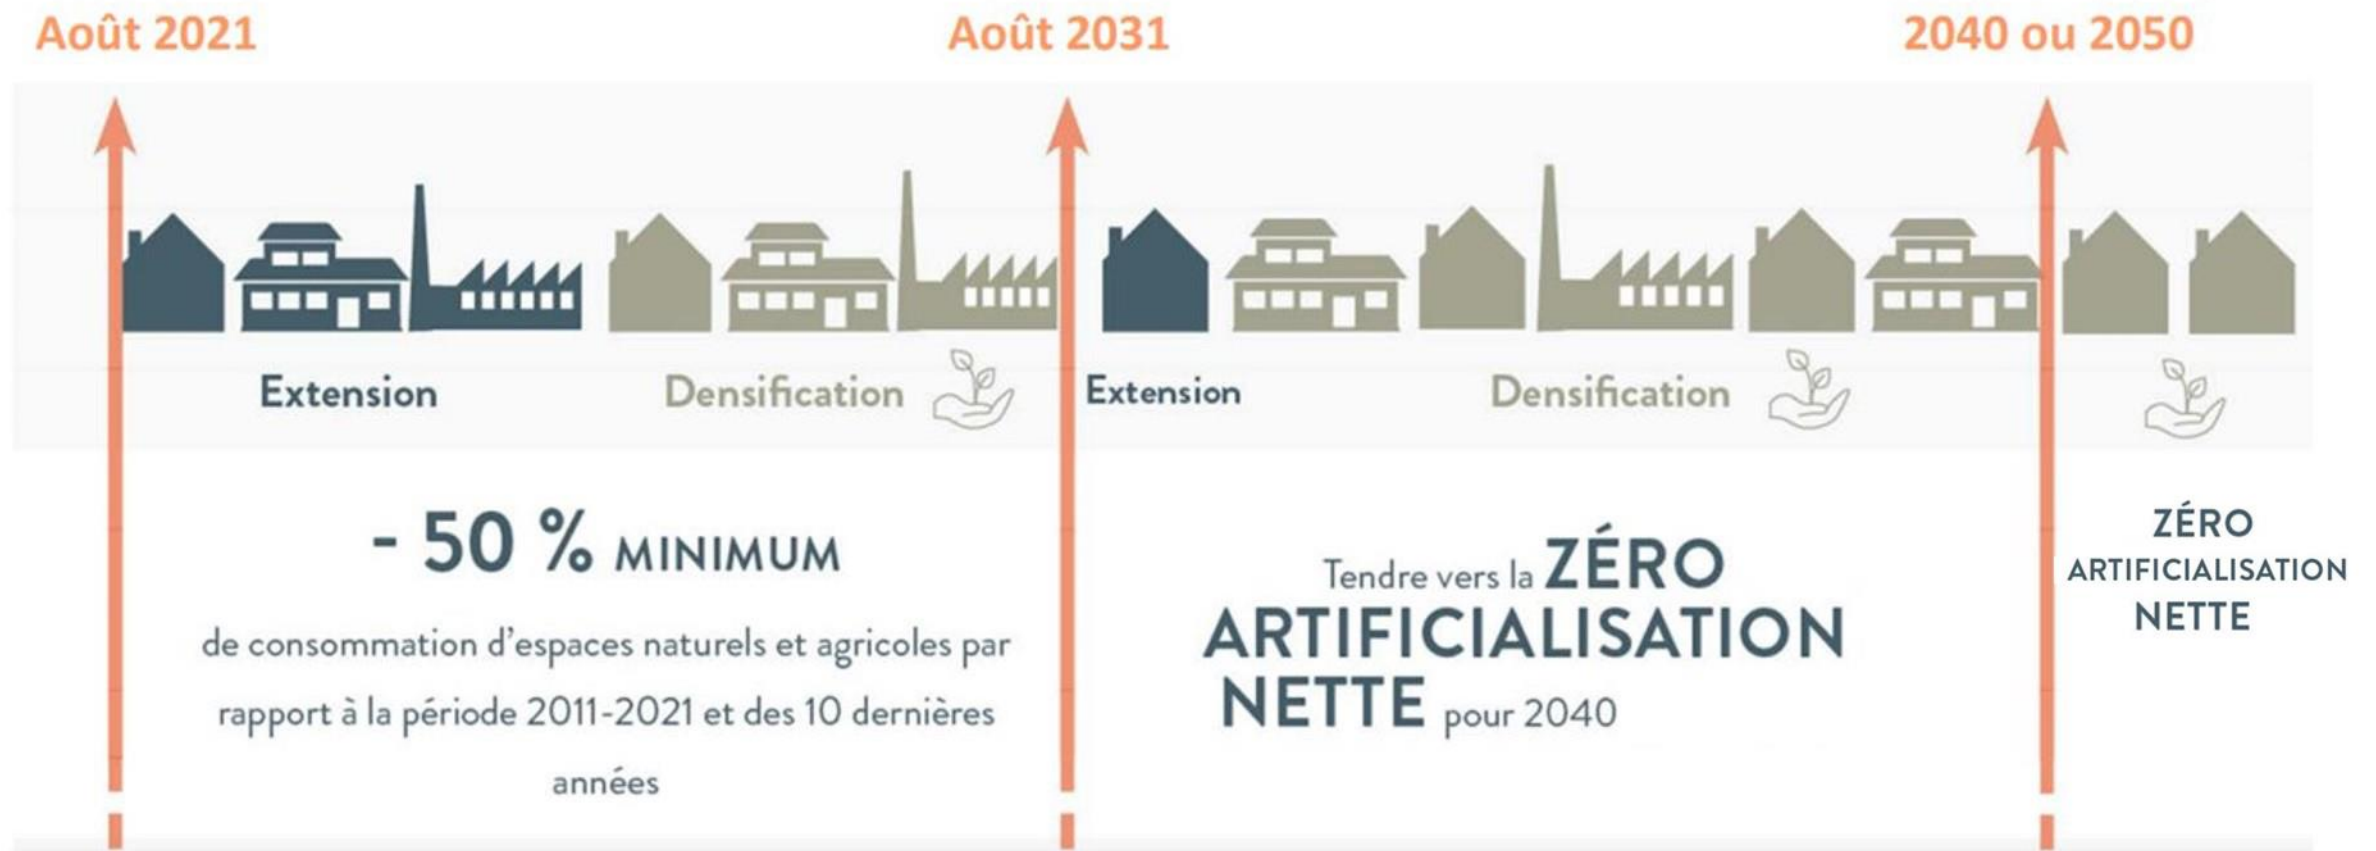 Août 2021
Août 2031
2040 ou 2050
Extension
Densification
Extension
Densification
- 50 % MINIMUM
de consommation d'espaces naturels et agricoles par
rapport à la période 2011-2021 et des 10 dernières
années
Tendre vers la ZÉRO
ARTIFICIALISATION
NETTE pour 2040
ZÉRO
ARTIFICIALISATION
NETTE